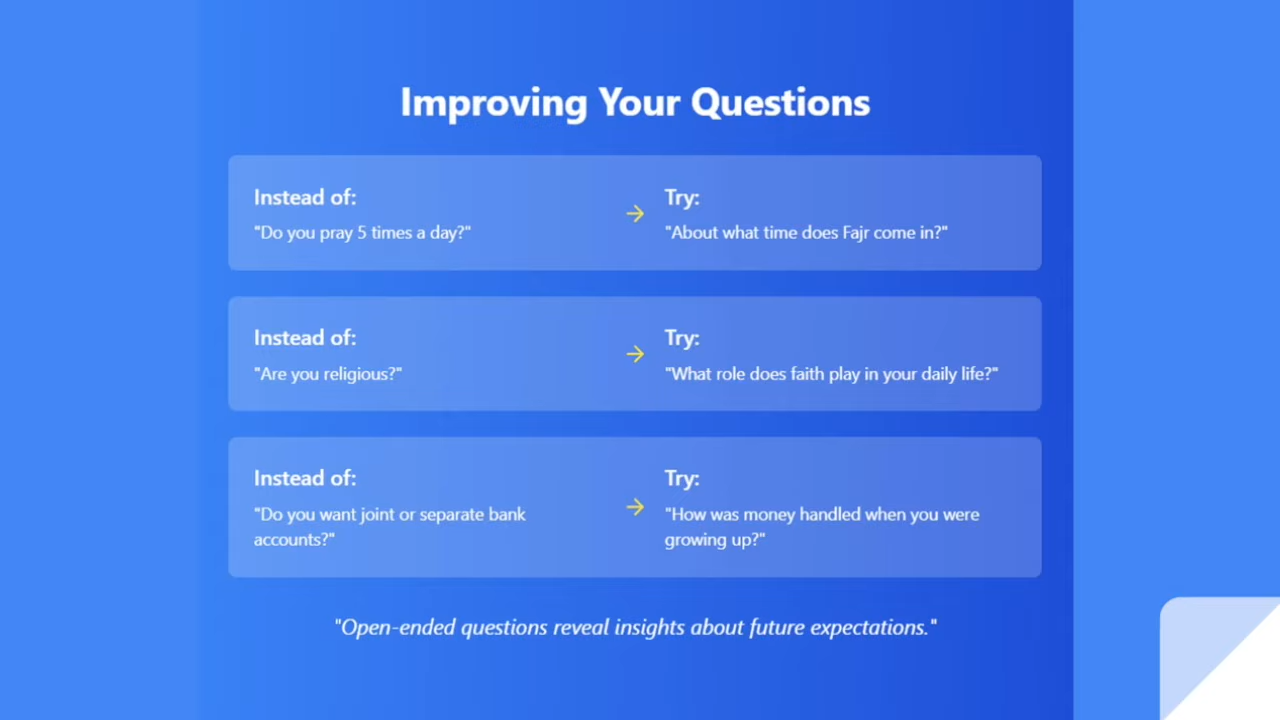 Improving Your Questions
Instead of:
"Do you pray 5 times a day?"
→
Try:
"About what time does Fajr come in?"
Instead of:
"Are you religious?"
→
Try:
"What role does faith play in your daily life?"
Instead of:
"Do you want joint or separate bank
accounts?"
→
Try:
"How was money handled when you were
growing up?"
"Open-ended questions reveal insights about future expectations."